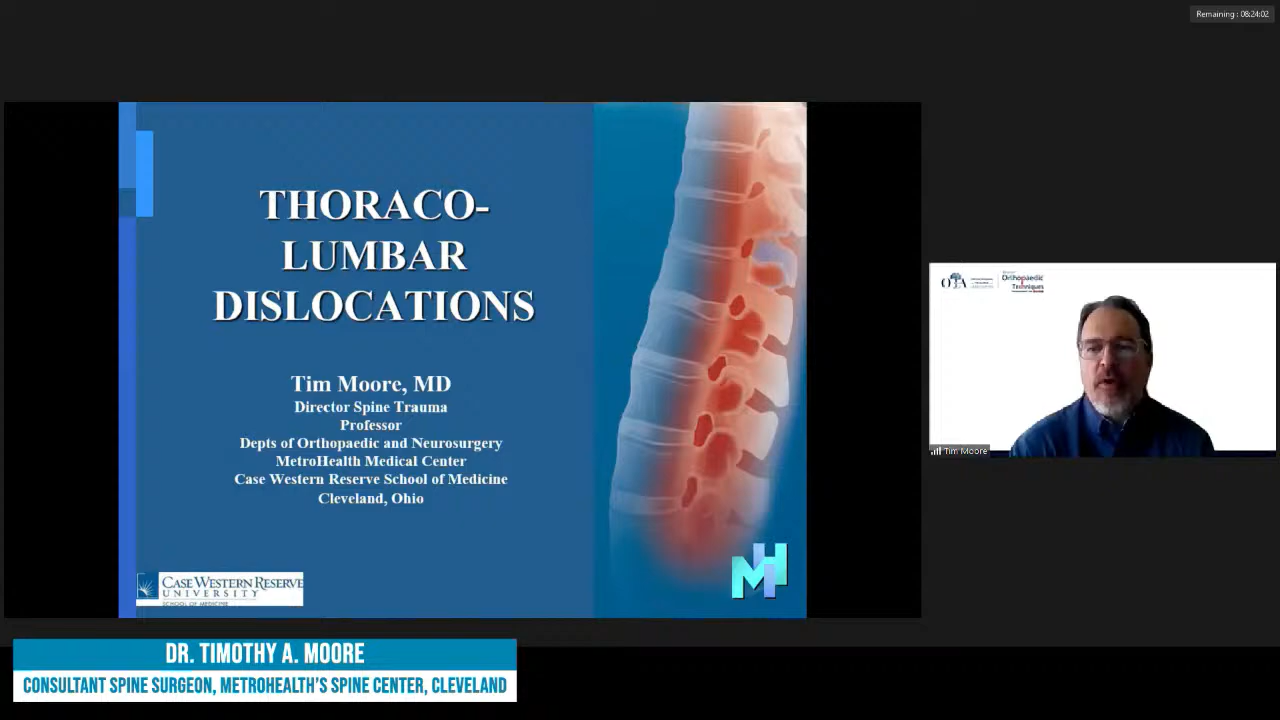 Remaining : 08:24:02
THORACO-
LUMBAR
DISLOCATIONS
Tim Moore, MD
Director Spine Trauma
Professor
Depts of Orthopaedic and Neurosurgery
MetroHealth Medical Center
Case Western Reserve School of Medicine
Cleveland, Ohio
CASE WESTERN RESERVE
UNIVERSITY
SCHOOL OF MEDICINE
MH
OTA
Orthopaedic
Techniques
Tim Moore
DR. TIMOTHY A. MOORE
CONSULTANT SPINE SURGEON, METROHEALTH'S SPINE CENTER, CLEVELAND